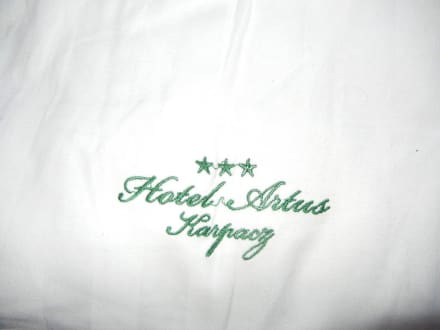 ★★★
Hotel Artus
Karpacz